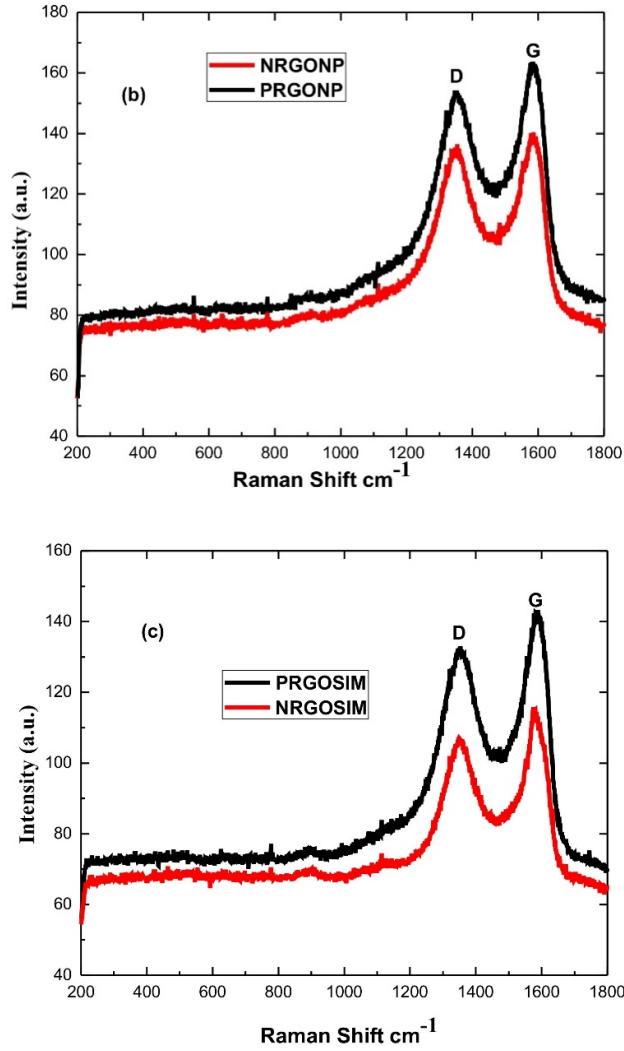 180
160
140
120
100
80
60
40
Intensity (a.u.)
(b)
NRGONP
PRGONP
D
G
200 400 600 800 1000 1200 1400 1600 1800
Raman Shift cm-1
160
140
120
100
80
60
40
Intensity (a.u.)
(c)
PRGOSIM
NRGOSIM
D
G
200 400 600 800 1000 1200 1400 1600 1800
Raman Shift cm-1